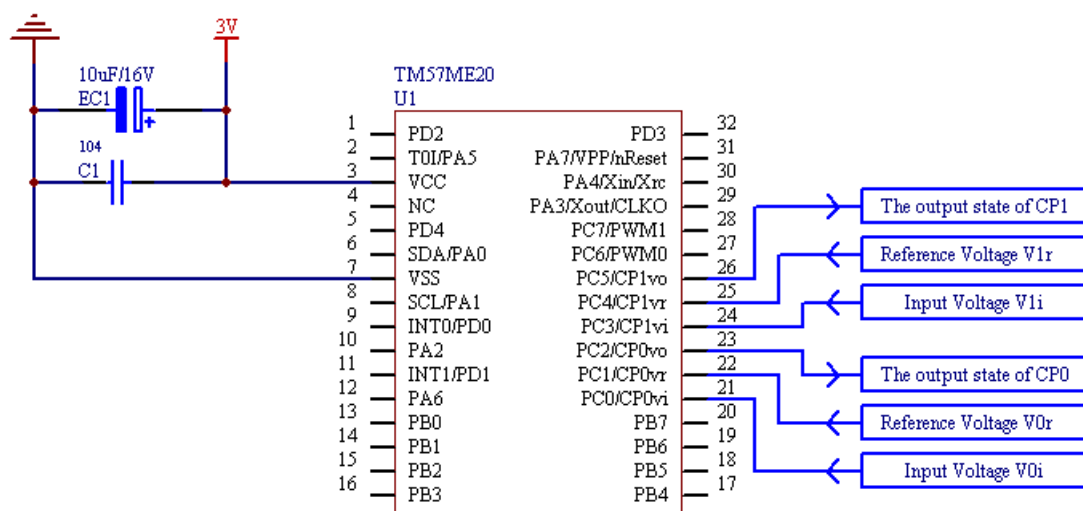 3V
10uF/16V
EC1
+
104
C1
TM57ME20
U1
1 PD2 PD3 32
2 T0I/PA5 PA7/VPP/nReset 31
3 VCC PA4/Xin/Xrc 30
4 NC PA3/Xout/CLKO 29
5 PD4 PC7/PWM1 28
6 SDA/PA0 PC6/PWM0 27
7 VSS PC5/CP1vo 26
8 SCL/PA1 PC4/CP1vr 25
9 INT0/PD0 PC3/CP1vi 24
10 PA2 PC2/CP0vo 23
11 INT1/PD1 PC1/CP0vr 22
12 PA6 PC0/CP0vi 21
13 PB0 PB7 20
14 PB1 PB6 19
15 PB2 PB5 18
16 PB3 PB4 17
The output state of CP1
Reference Voltage V1r
Input Voltage V1i
The output state of CP0
Reference Voltage V0r
Input Voltage V0i